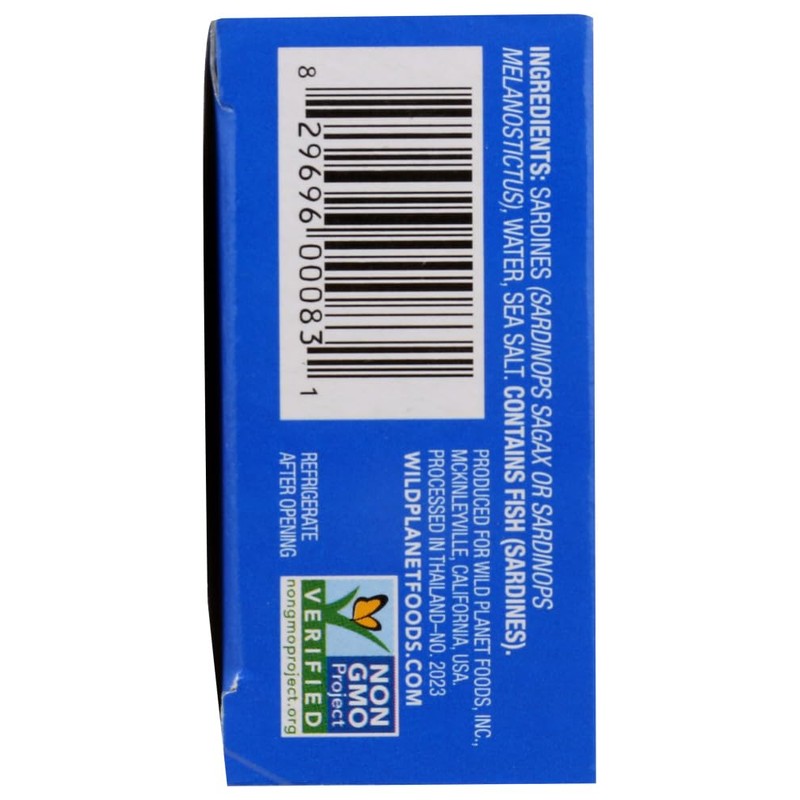 INGREDIENTS: SARDINES (SARDINOPS SAGAX OR SARDINOPS
MELANOSTICTUS), WATER, SEA SALT. CONTAINS FISH (SARDINES).
8 29696 00083 1
PRODUCED FOR WILD PLANET FOODS, INC.,
MCKINLEYVILLE, CALIFORNIA, USA.
PROCESSED IN THAILAND–NO. 2023
WILDPLANETFOODS.COM
REFRIGERATE
AFTER OPENING
NON
GMO
Project
VERIFIED
nongmoproject.org